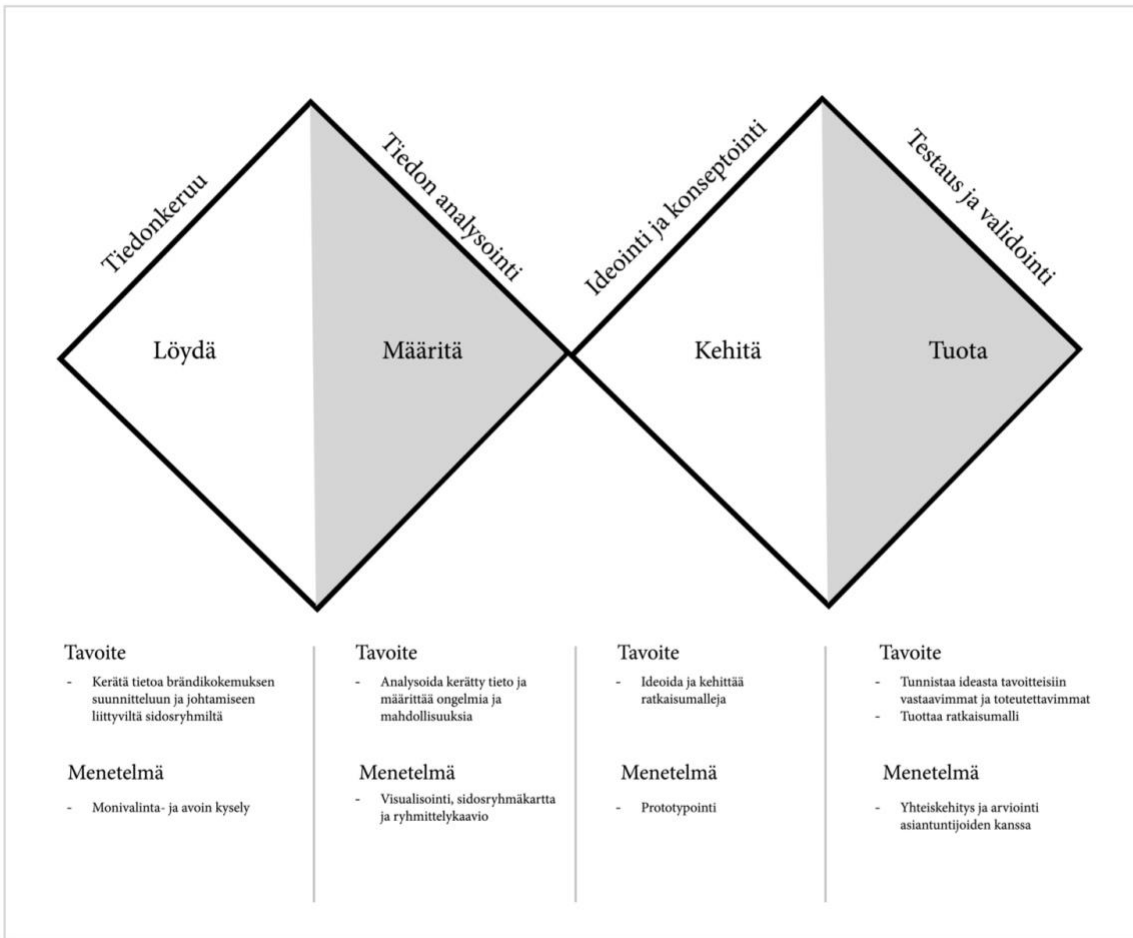 Tiedonkeruu
Tiedon analysointi
Ideointi ja konseptointi
Testaus ja validointi
Löydä
Määritä
Kehitä
Tuota
Tavoite
- Kerätä tietoa brändikokemuksen
suunnitteluun ja johtamiseen
liittyviltä sidosryhmiltä
Menetelmä
- Monivalinta- ja avoin kysely
Tavoite
- Analysoida kerätty tieto ja
määrittää ongelmia ja
mahdollisuuksia
Menetelmä
- Visualisointi, sidosryhmäkartta
ja ryhmittelykaavio
Tavoite
- Ideoida ja kehittää
ratkaisumalleja
Menetelmä
- Prototypointi
Tavoite
- Tunnistaa ideasta tavoitteisiin
vastaavimmat ja toteutettavimmat
- Tuottaa ratkaisumalli
Menetelmä
- Yhteiskehitys ja arviointi
asiantuntijoiden kanssa